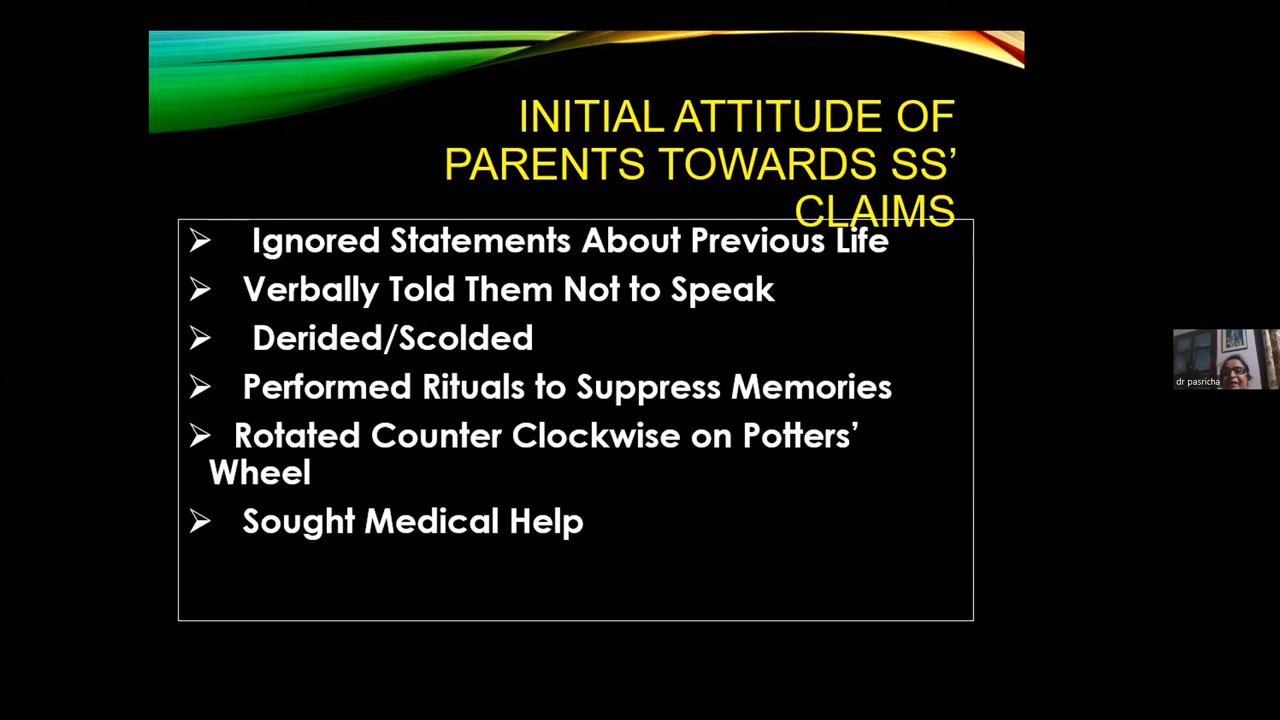 INITIAL ATTITUDE OF
PARENTS TOWARDS SS’
CLAIMS
➢ Ignored Statements About Previous Life
➢ Verbally Told Them Not to Speak
➢ Derided/Scolded
➢ Performed Rituals to Suppress Memories
➢ Rotated Counter Clockwise on Potters’
Wheel
➢ Sought Medical Help
dr pasricha